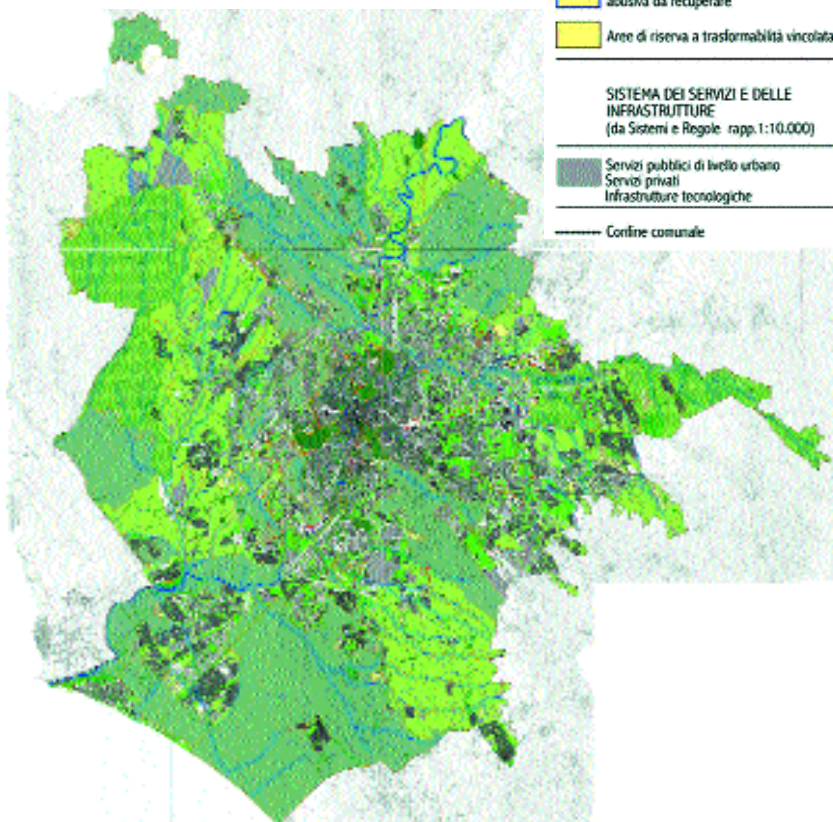 abusiva da recuperare
Aree di riserva a trasformabilità vincolata
SISTEMA DEI SERVIZI E DELLE
INFRASTRUTTURE
(da Sistemi e Regole rapp.1:10.000)
Servizi pubblici di livello urbano
Servizi privati
Infrastrutture tecnologiche
Confine comunale